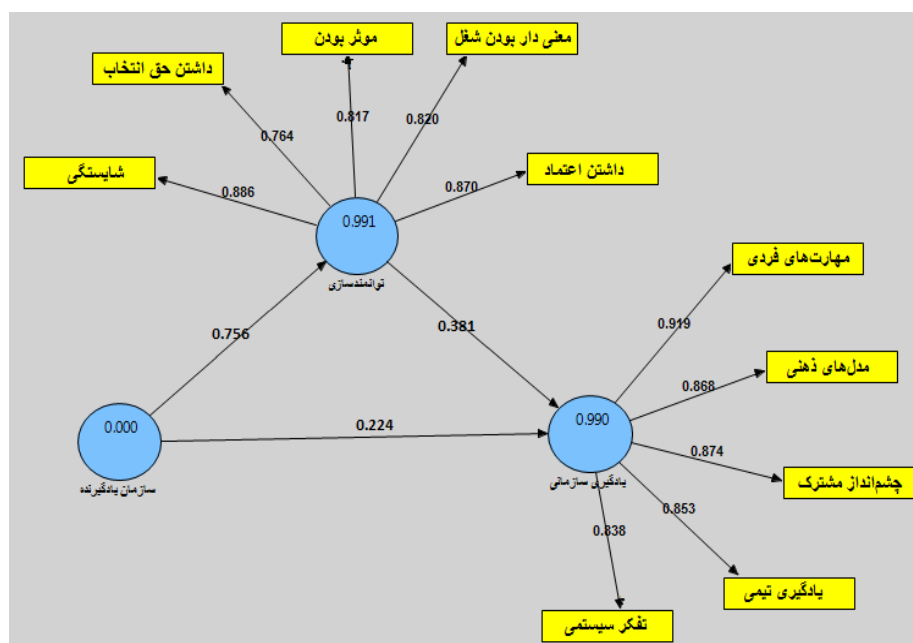 معنی دار بودن شغل
موثر بودن
داشتن حق انتخاب
0.817
0.820
0.764
داشتن اعتماد
شایستگی
0.870
0.886
0.991
توانمندسازی
مهارت‌های فردی
0.919
0.381
0.756
مدل‌های ذهنی
0.868
0.000
0.224
0.990
0.874
سازمان یادگیرنده
یادگیری سازمانی
چشم‌انداز مشترک
0.853
0.838
یادگیری تیمی
تفکر سیستمی